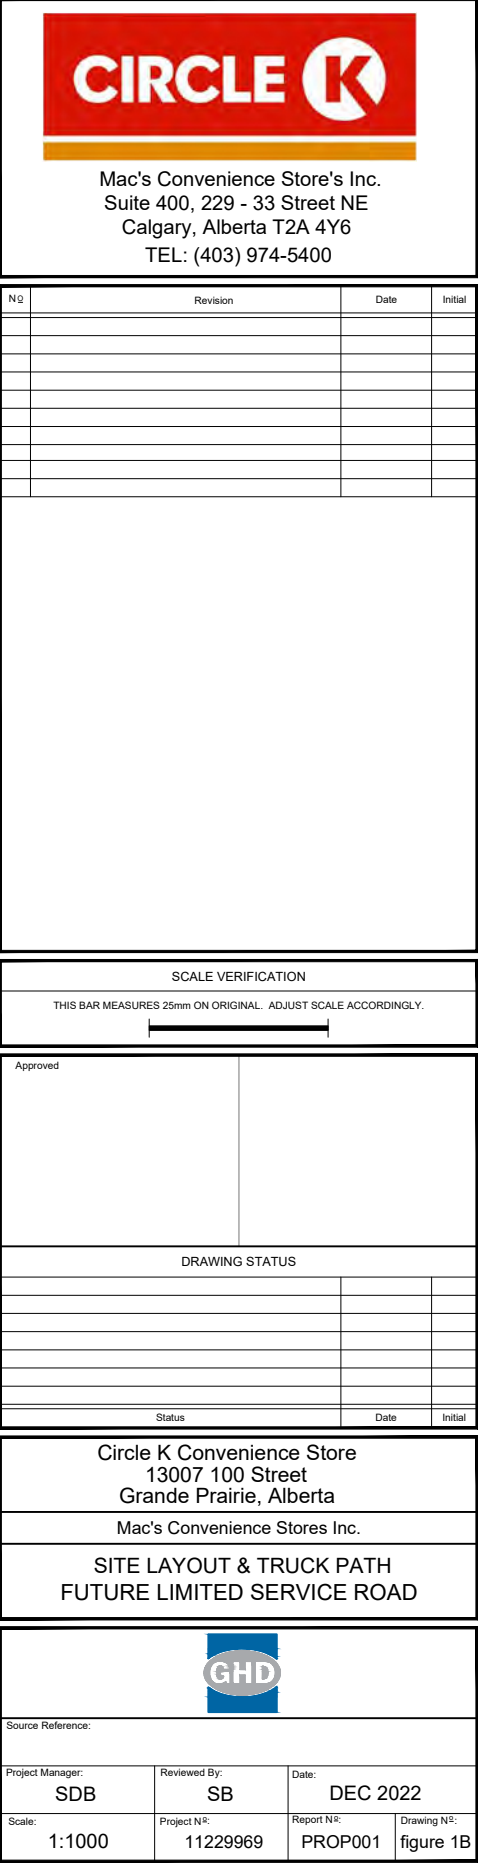 CIRCLE K
Mac's Convenience Store's Inc.
Suite 400, 229 - 33 Street NE
Calgary, Alberta T2A 4Y6
TEL: (403) 974-5400
Nº Revision Date Initial
SCALE VERIFICATION
THIS BAR MEASURES 25mm ON ORIGINAL. ADJUST SCALE ACCORDINGLY.
Approved
DRAWING STATUS
Status Date Initial
Circle K Convenience Store
13007 100 Street
Grande Prairie, Alberta
Mac's Convenience Stores Inc.
SITE LAYOUT & TRUCK PATH
FUTURE LIMITED SERVICE ROAD
GHD
Source Reference:
Project Manager: Reviewed By: Date:
SDB SB DEC 2022
Scale: Project Nº: Report Nº: Drawing Nº:
1:1000 11229969 PROP001 figure 1B